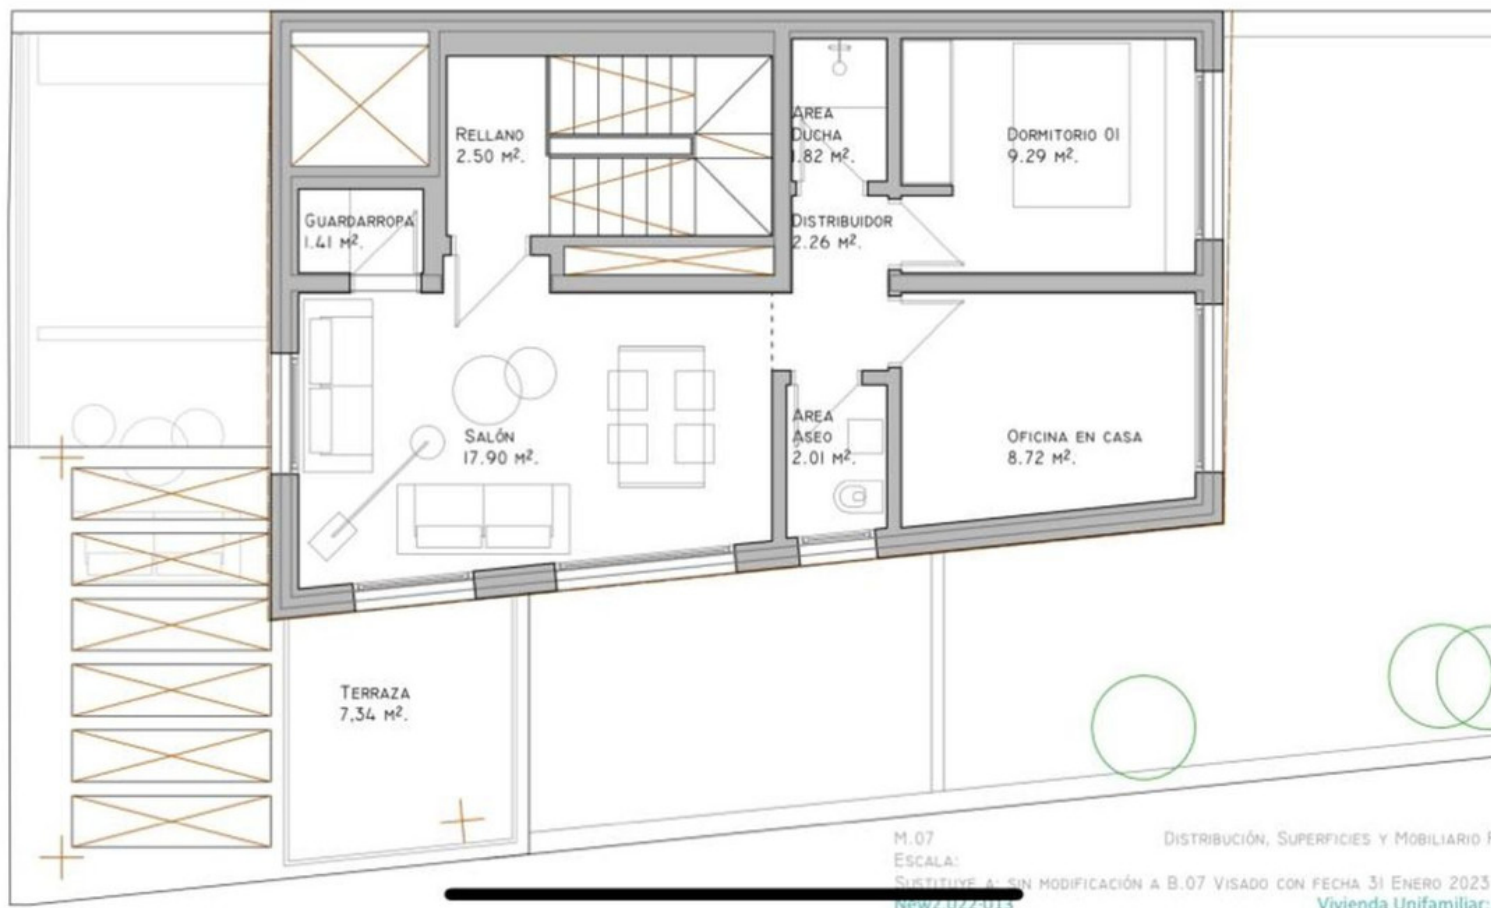 RELLANO
2.50 M².
AREA
DUCHA
1.82 M².
DORMITORIO 01
9.29 M².
GUARDARROPA
1.41 M².
DISTRIBUIDOR
2.26 M².
SALÓN
17.90 M².
AREA
ASEO
2.01 M².
OFICINA EN CASA
8.72 M².
TERRAZA
7,34 M².
M.07
DISTRIBUCIÓN, SUPERFICIES Y MOBILIARIO
ESCALA:
SUSTITUYE A: SIN MODIFICACIÓN A B.07 VISADO CON FECHA 31 ENERO 2023
New2.022-013
Vivienda Unifamiliar: